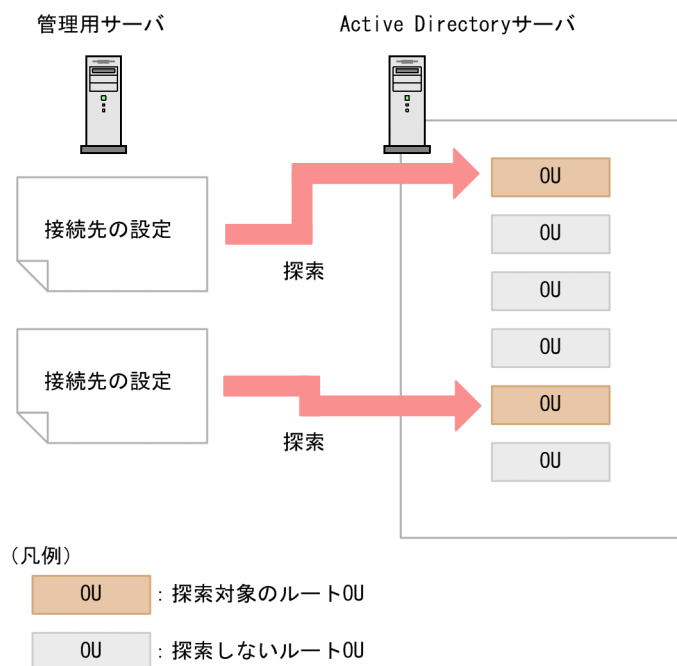 管理用サーバ
Active Directoryサーバ
接続先の設定
探索
OU
OU
OU
OU
OU
OU
接続先の設定
探索
(凡例)
OU : 探索対象のルートOU
OU : 探索しないルートOU